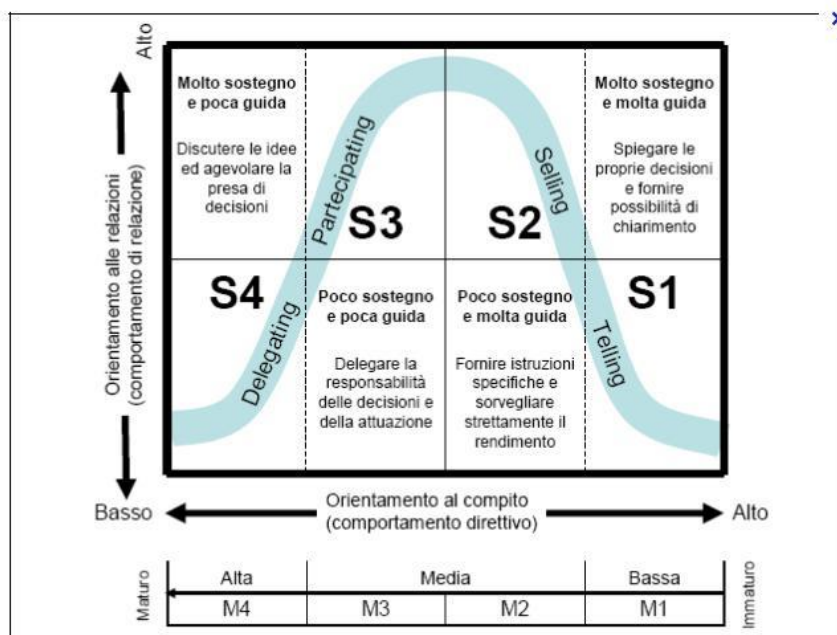 Alto
Orientamento alle relazioni
(comportamento di relazione)
Basso
Molto sostegno
e poca guida
Discutere le idee
ed agevolare la
presa di
decisioni
Partecipating
S3
Selling
S2
Molto sostegno
e molta guida
Spiegare le
proprie decisioni
e fornire
possibilità di
chiarimento
S4
Delegating
Poco sostegno
e poca guida
Delegare la
responsabilità
delle decisioni e
della attuazione
Poco sostegno
e molta guida
Fornire istruzioni
specifiche e
sorvegliare
strettamente il
rendimento
Telling
S1
Orientamento al compito
(comportamento direttivo)
Alto
Maturo
Alta
Media
Bassa
M4
M3
M2
M1
Immaturo